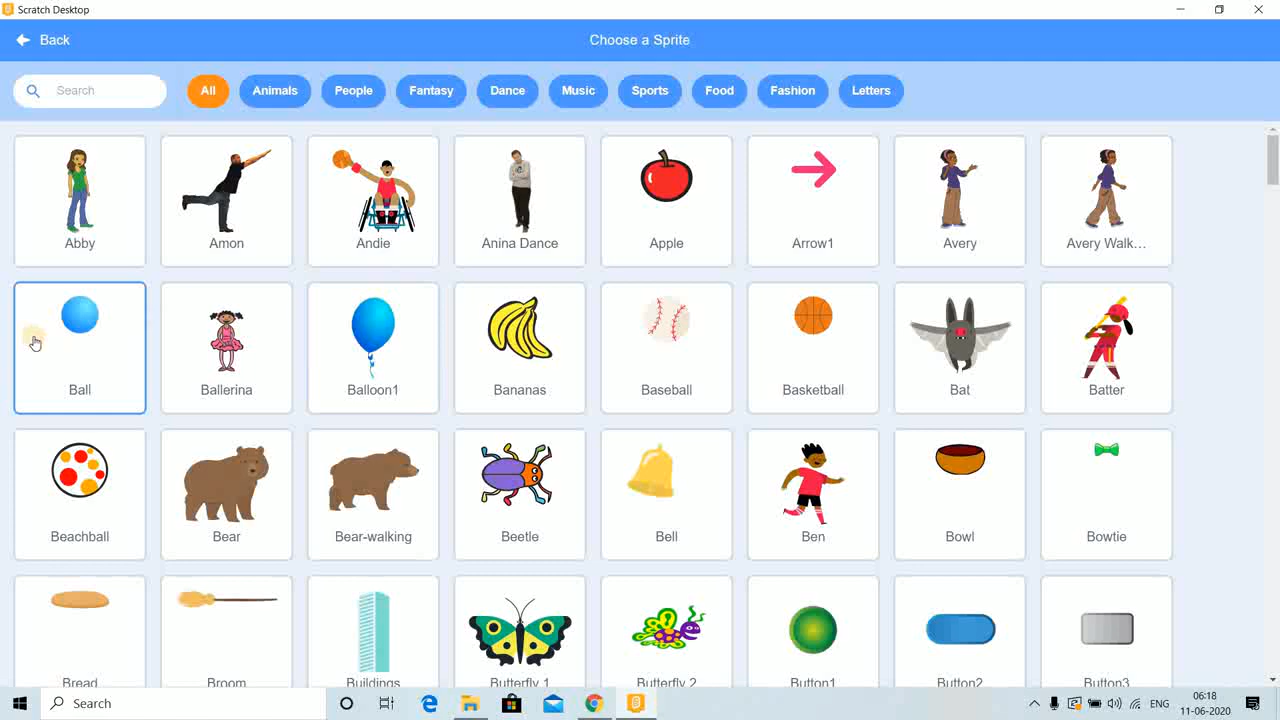 Scratch Desktop
Back
Choose a Sprite
Search
All
Animals
People
Fantasy
Dance
Music
Sports
Food
Fashion
Letters
Abby
Amon
Andie
Anina Dance
Apple
Arrow1
Avery
Avery Walk...
Ball
Ballerina
Balloon1
Bananas
Baseball
Basketball
Bat
Batter
Beachball
Bear
Bear-walking
Beetle
Bell
Ben
Bowl
Bowtie
Bread
Broom
Buildings
Butterfly 1
Butterfly 2
Button1
Button2
Button3
Search
ENG
06:18
11-06-2020